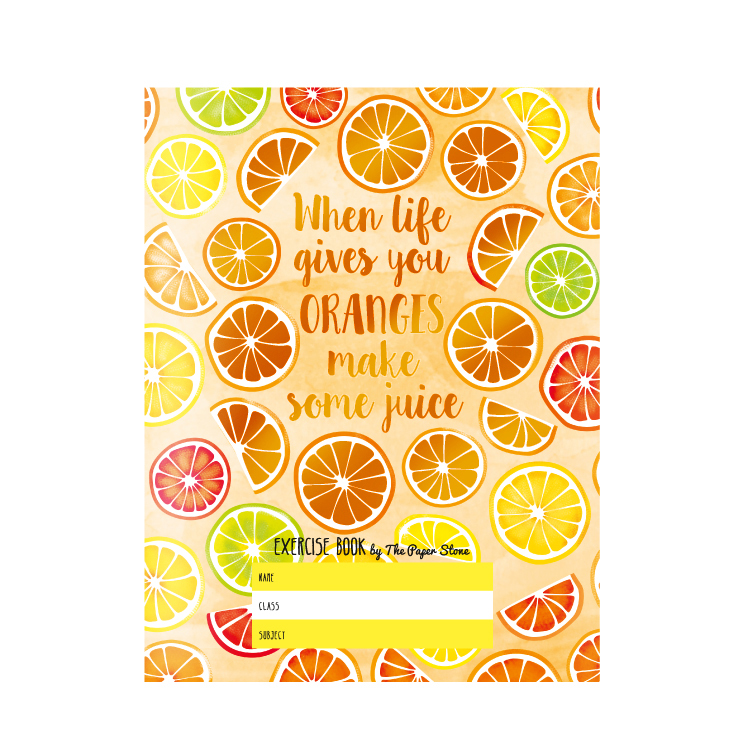 When life
gives you
ORANGES
make
some juice
EXERCISE BOOK by The Paper Stone
NAME
CLASS
SUBJECT